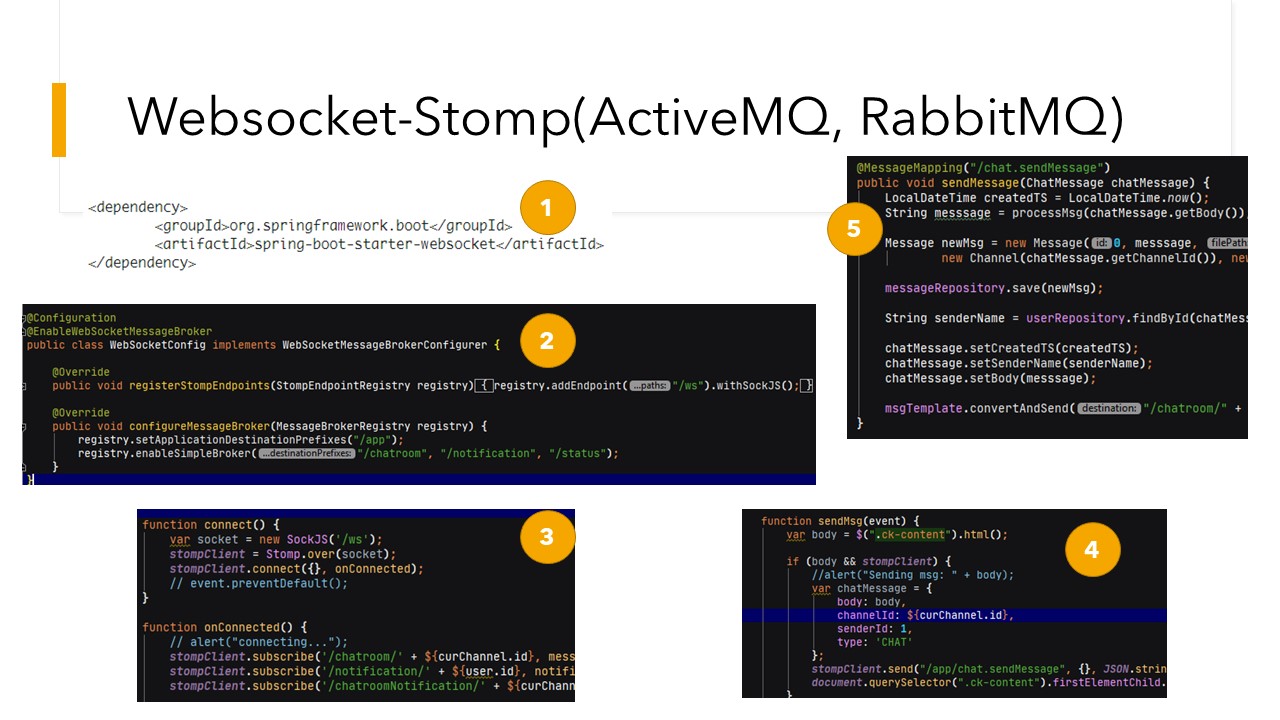 Websocket-Stomp(ActiveMQ, RabbitMQ)
1
<dependency>
<groupId>org.springframework.boot</groupId>
<artifactId>spring-boot-starter-websocket</artifactId>
</dependency>
2
@Configuration
@EnableWebSocketMessageBroker
public class WebSocketConfig implements WebSocketMessageBrokerConfigurer {
@Override
public void registerStompEndpoints(StompEndpointRegistry registry) { registry.addEndpoint( ...paths: "/ws").withSockJS(); }
@Override
public void configureMessageBroker(MessageBrokerRegistry registry) {
registry.setApplicationDestinationPrefixes("/app");
registry.enableSimpleBroker( ...destinationPrefixes: "/chatroom", "/notification", "/status");
}
}
3
function connect() {
var socket = new SockJS('/ws');
stompClient = Stomp.over(socket);
stompClient.connect({}, onConnected);
// event.preventDefault();
}
function onConnected() {
// alert("connecting...");
stompClient.subscribe('/chatroom/' + ${curChannel.id}, mess
stompClient.subscribe('/notification/' + ${user.id}, notifi
stompClient.subscribe('/chatroomNotification/' + ${curChann
4
function sendMsg(event) {
var body = $(".ck-content").html();
if (body && stompClient) {
//alert("Sending msg: " + body);
var chatMessage = {
body: body,
channelId: ${curChannel.id},
senderId: 1,
type: 'CHAT'
};
stompClient.send("/app/chat.sendMessage", {}, JSON.strin
document.querySelector(".ck-content").firstElementChild.
}
5
@MessageMapping("/chat.sendMessage")
public void sendMessage(ChatMessage chatMessage) {
LocalDateTime createdTS = LocalDateTime.now();
String messsage = processMsg(chatMessage.getBody());
Message newMsg = new Message( id: 0, messsage, filePath:
new Channel(chatMessage.getChannelId()), new
messageRepository.save(newMsg);
String senderName = userRepository.findById(chatMess
chatMessage.setCreatedTS(createdTS);
chatMessage.setSenderName(senderName);
chatMessage.setBody(messsage);
msgTemplate.convertAndSend( destination: "/chatroom/" +
}